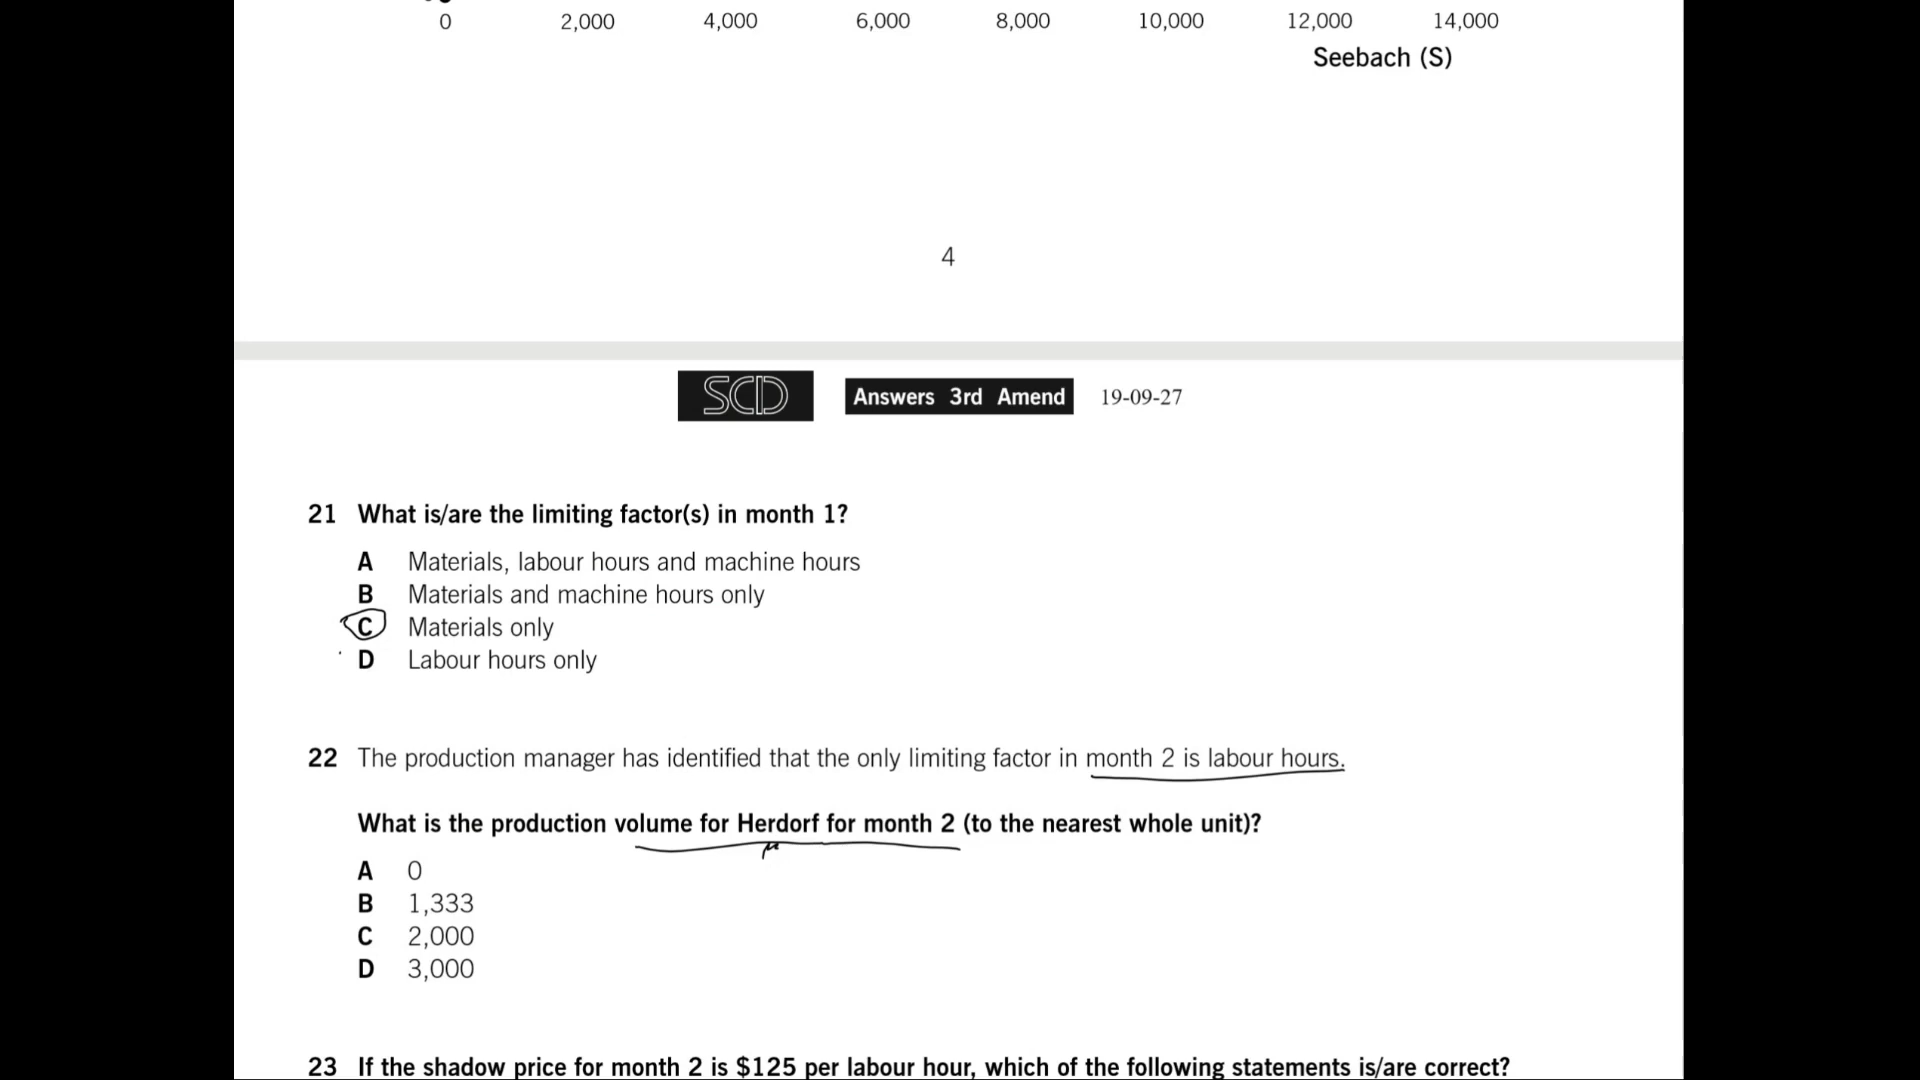 0 2,000 4,000 6,000 8,000 10,000 12,000 14,000
Seebach (S)
4
SCD Answers 3rd Amend 19-09-27
21 What is/are the limiting factor(s) in month 1?
A Materials, labour hours and machine hours
B Materials and machine hours only
C Materials only
D Labour hours only
22 The production manager has identified that the only limiting factor in month 2 is labour hours.
What is the production volume for Herdorf for month 2 (to the nearest whole unit)?
A 0
B 1,333
C 2,000
D 3,000
23 If the shadow price for month 2 is $125 per labour hour, which of the following statements is/are correct?